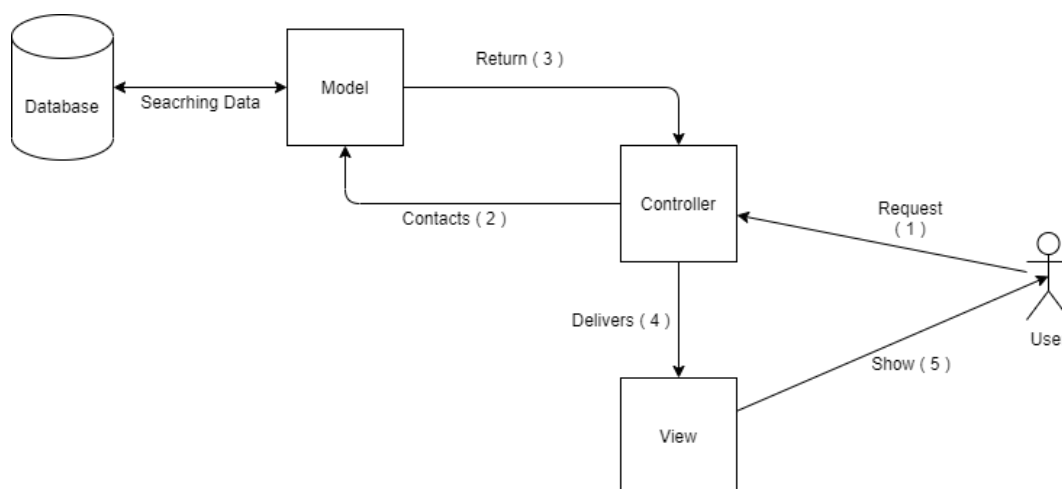 Database
Seacrhing Data
Model
Return ( 3 )
Contacts ( 2 )
Controller
Request
( 1 )
Delivers ( 4 )
Show ( 5 )
Use
View